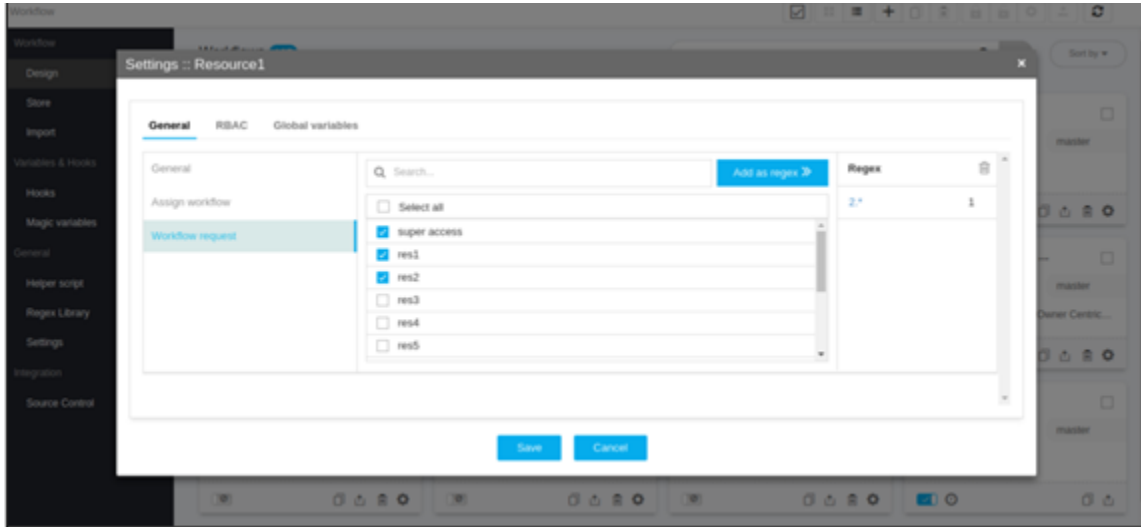 Workflow
Workflow
Design
Store
Import
Variables & Hooks
Hooks
Magic variables
General
Helper script
Regex Library
Settings
Integration
Source Control
Sort by
Settings :: Resource1
×
General RBAC Global variables
General
Assign workflow
Workflow request
Search...
Add as regex
Select all
super access
res1
res2
res3
res4
res5
Regex
2.* 1
Save Cancel
master
master
Owner Centric...
master